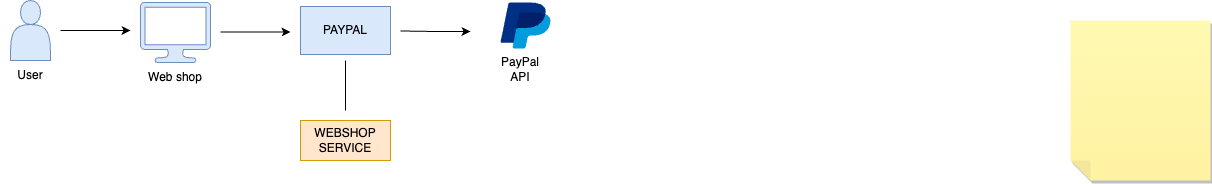 User
Web shop
PAYPAL
PayPal
API
WEBSHOP
SERVICE